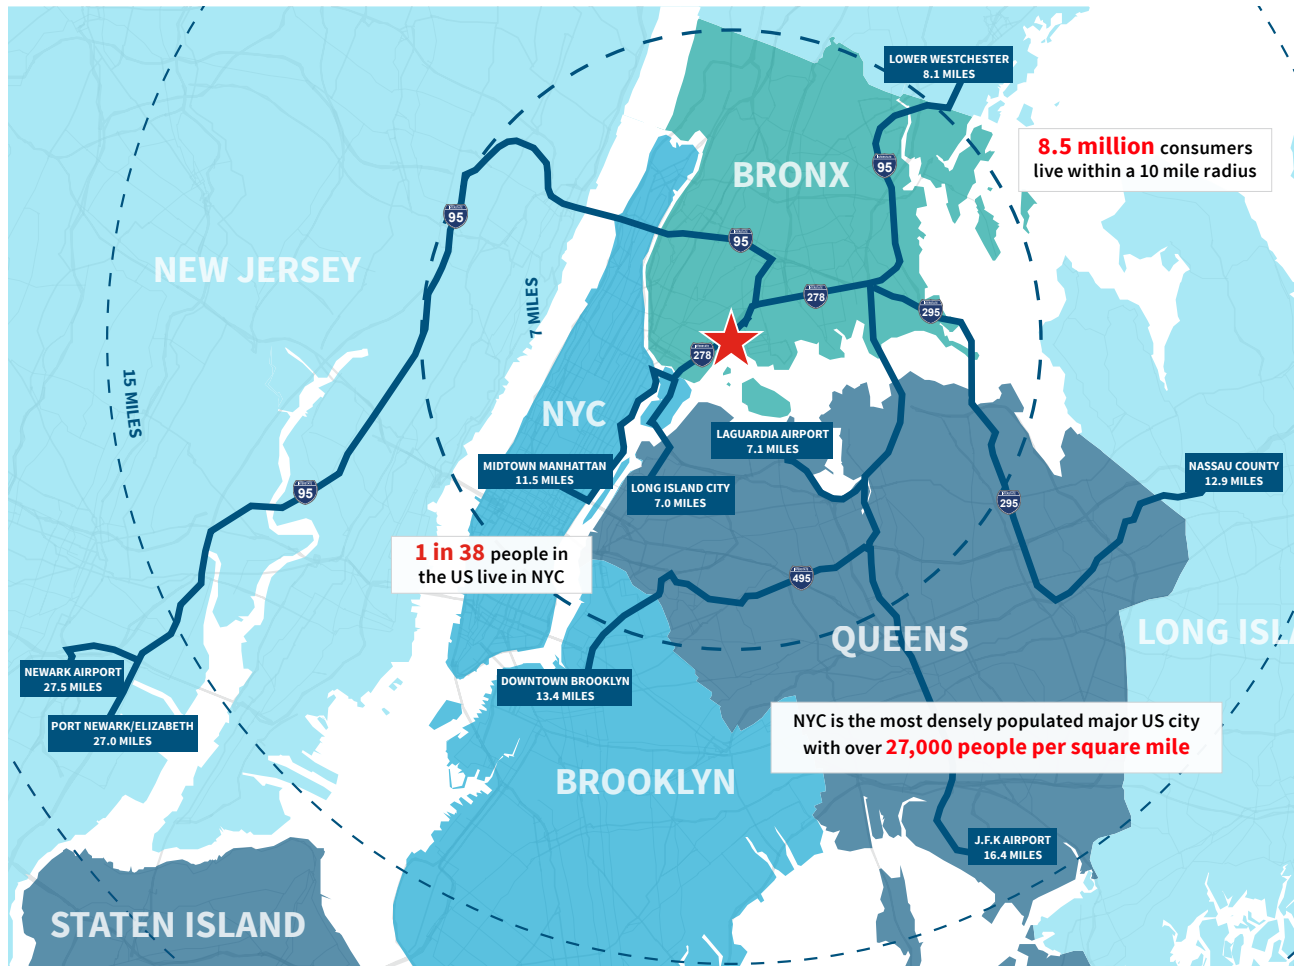 LOWER WESTCHESTER
8.1 MILES
8.5 million consumers
live within a 10 mile radius
95
BRONX
95
95
NEW JERSEY
278
7 MILES
295
278
15 MILES
NYC
LAGUARDIA AIRPORT
7.1 MILES
MIDTOWN MANHATTAN
11.5 MILES
NASSAU COUNTY
12.9 MILES
LONG ISLAND CITY
7.0 MILES
95
295
1 in 38 people in
the US live in NYC
495
QUEENS
LONG ISLA
NEWARK AIRPORT
27.5 MILES
DOWNTOWN BROOKLYN
13.4 MILES
PORT NEWARK/ELIZABETH
27.0 MILES
NYC is the most densely populated major US city
with over 27,000 people per square mile
BROOKLYN
J.F.K AIRPORT
16.4 MILES
STATEN ISLAND